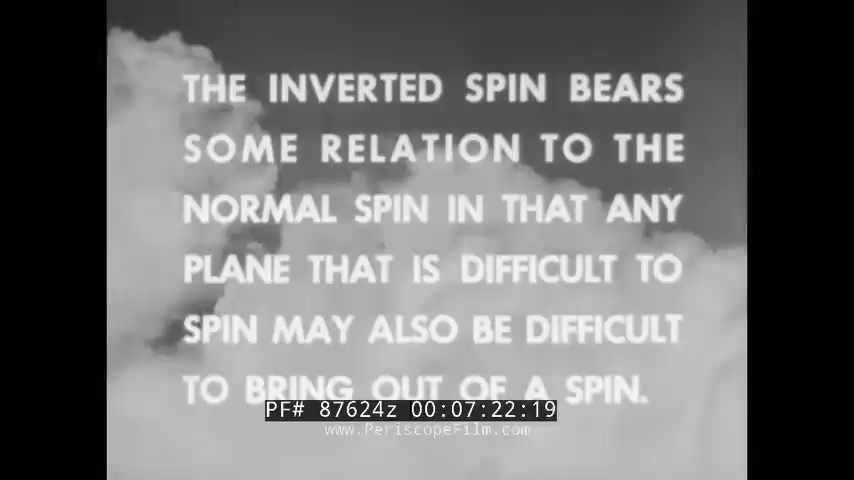 THE INVERTED SPIN BEARS
SOME RELATION TO THE
NORMAL SPIN IN THAT ANY
PLANE THAT IS DIFFICULT TO
SPIN MAY ALSO BE DIFFICULT
TO BRING OUT OF A SPIN.
PF# 87624z 00:07:22:19
www.PeriscopeFilm.com